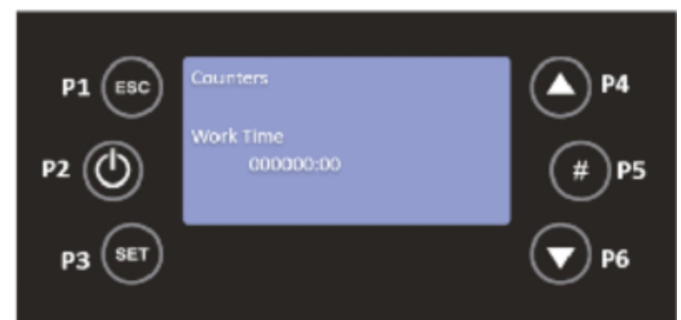 P1 ESC
Counters
P4
P2
Work Time
000000:00
# P5
P3 SET
P6